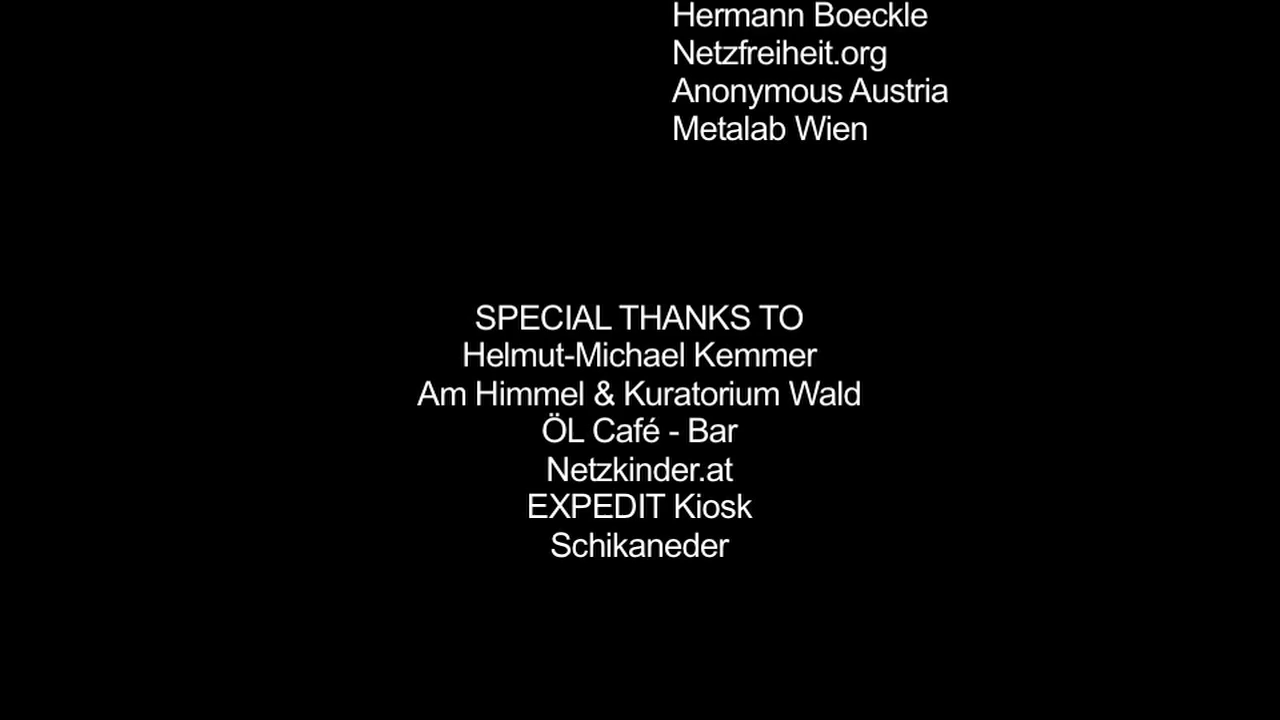 Hermann Boeckle
Netzfreiheit.org
Anonymous Austria
Metalab Wien
SPECIAL THANKS TO
Helmut-Michael Kemmer
Am Himmel & Kuratorium Wald
ÖL Café - Bar
Netzkinder.at
EXPEDIT Kiosk
Schikaneder